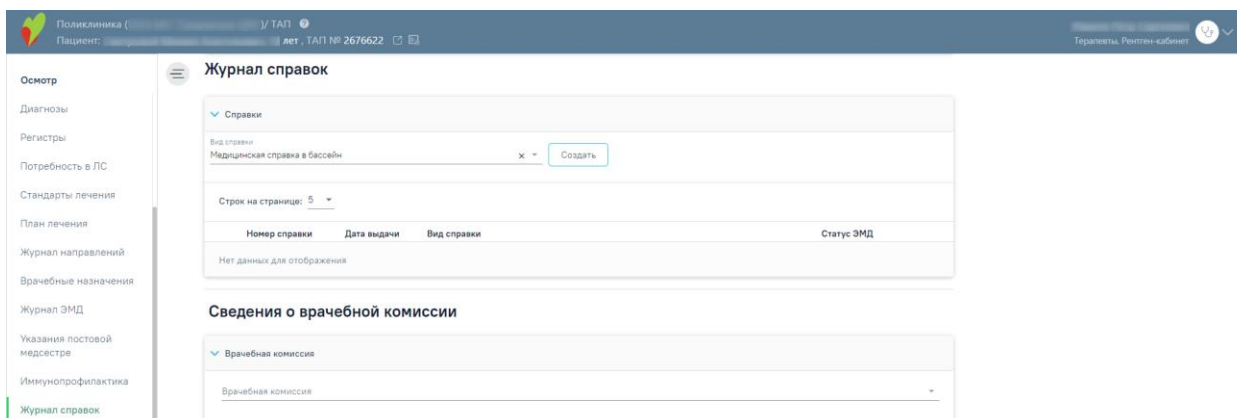 Поликлиника (
)/ ТАП ?
Пациент:
лет , ТАП № 2676622
Терапевты, Рентген-кабинет
Осмотр
Диагнозы
Регистры
Потребность в ЛС
Стандарты лечения
План лечения
Журнал направлений
Врачебные назначения
Журнал ЭМД
Указания постовой
медсестре
Иммунопрофилактика
Журнал справок
Журнал справок
Справки
Вид справки
Медицинская справка в бассейн
Создать
Строк на странице: 5
Номер справки Дата выдачи Вид справки Статус ЭМД
Нет данных для отображения
Сведения о врачебной комиссии
Врачебная комиссия
Врачебная комиссия